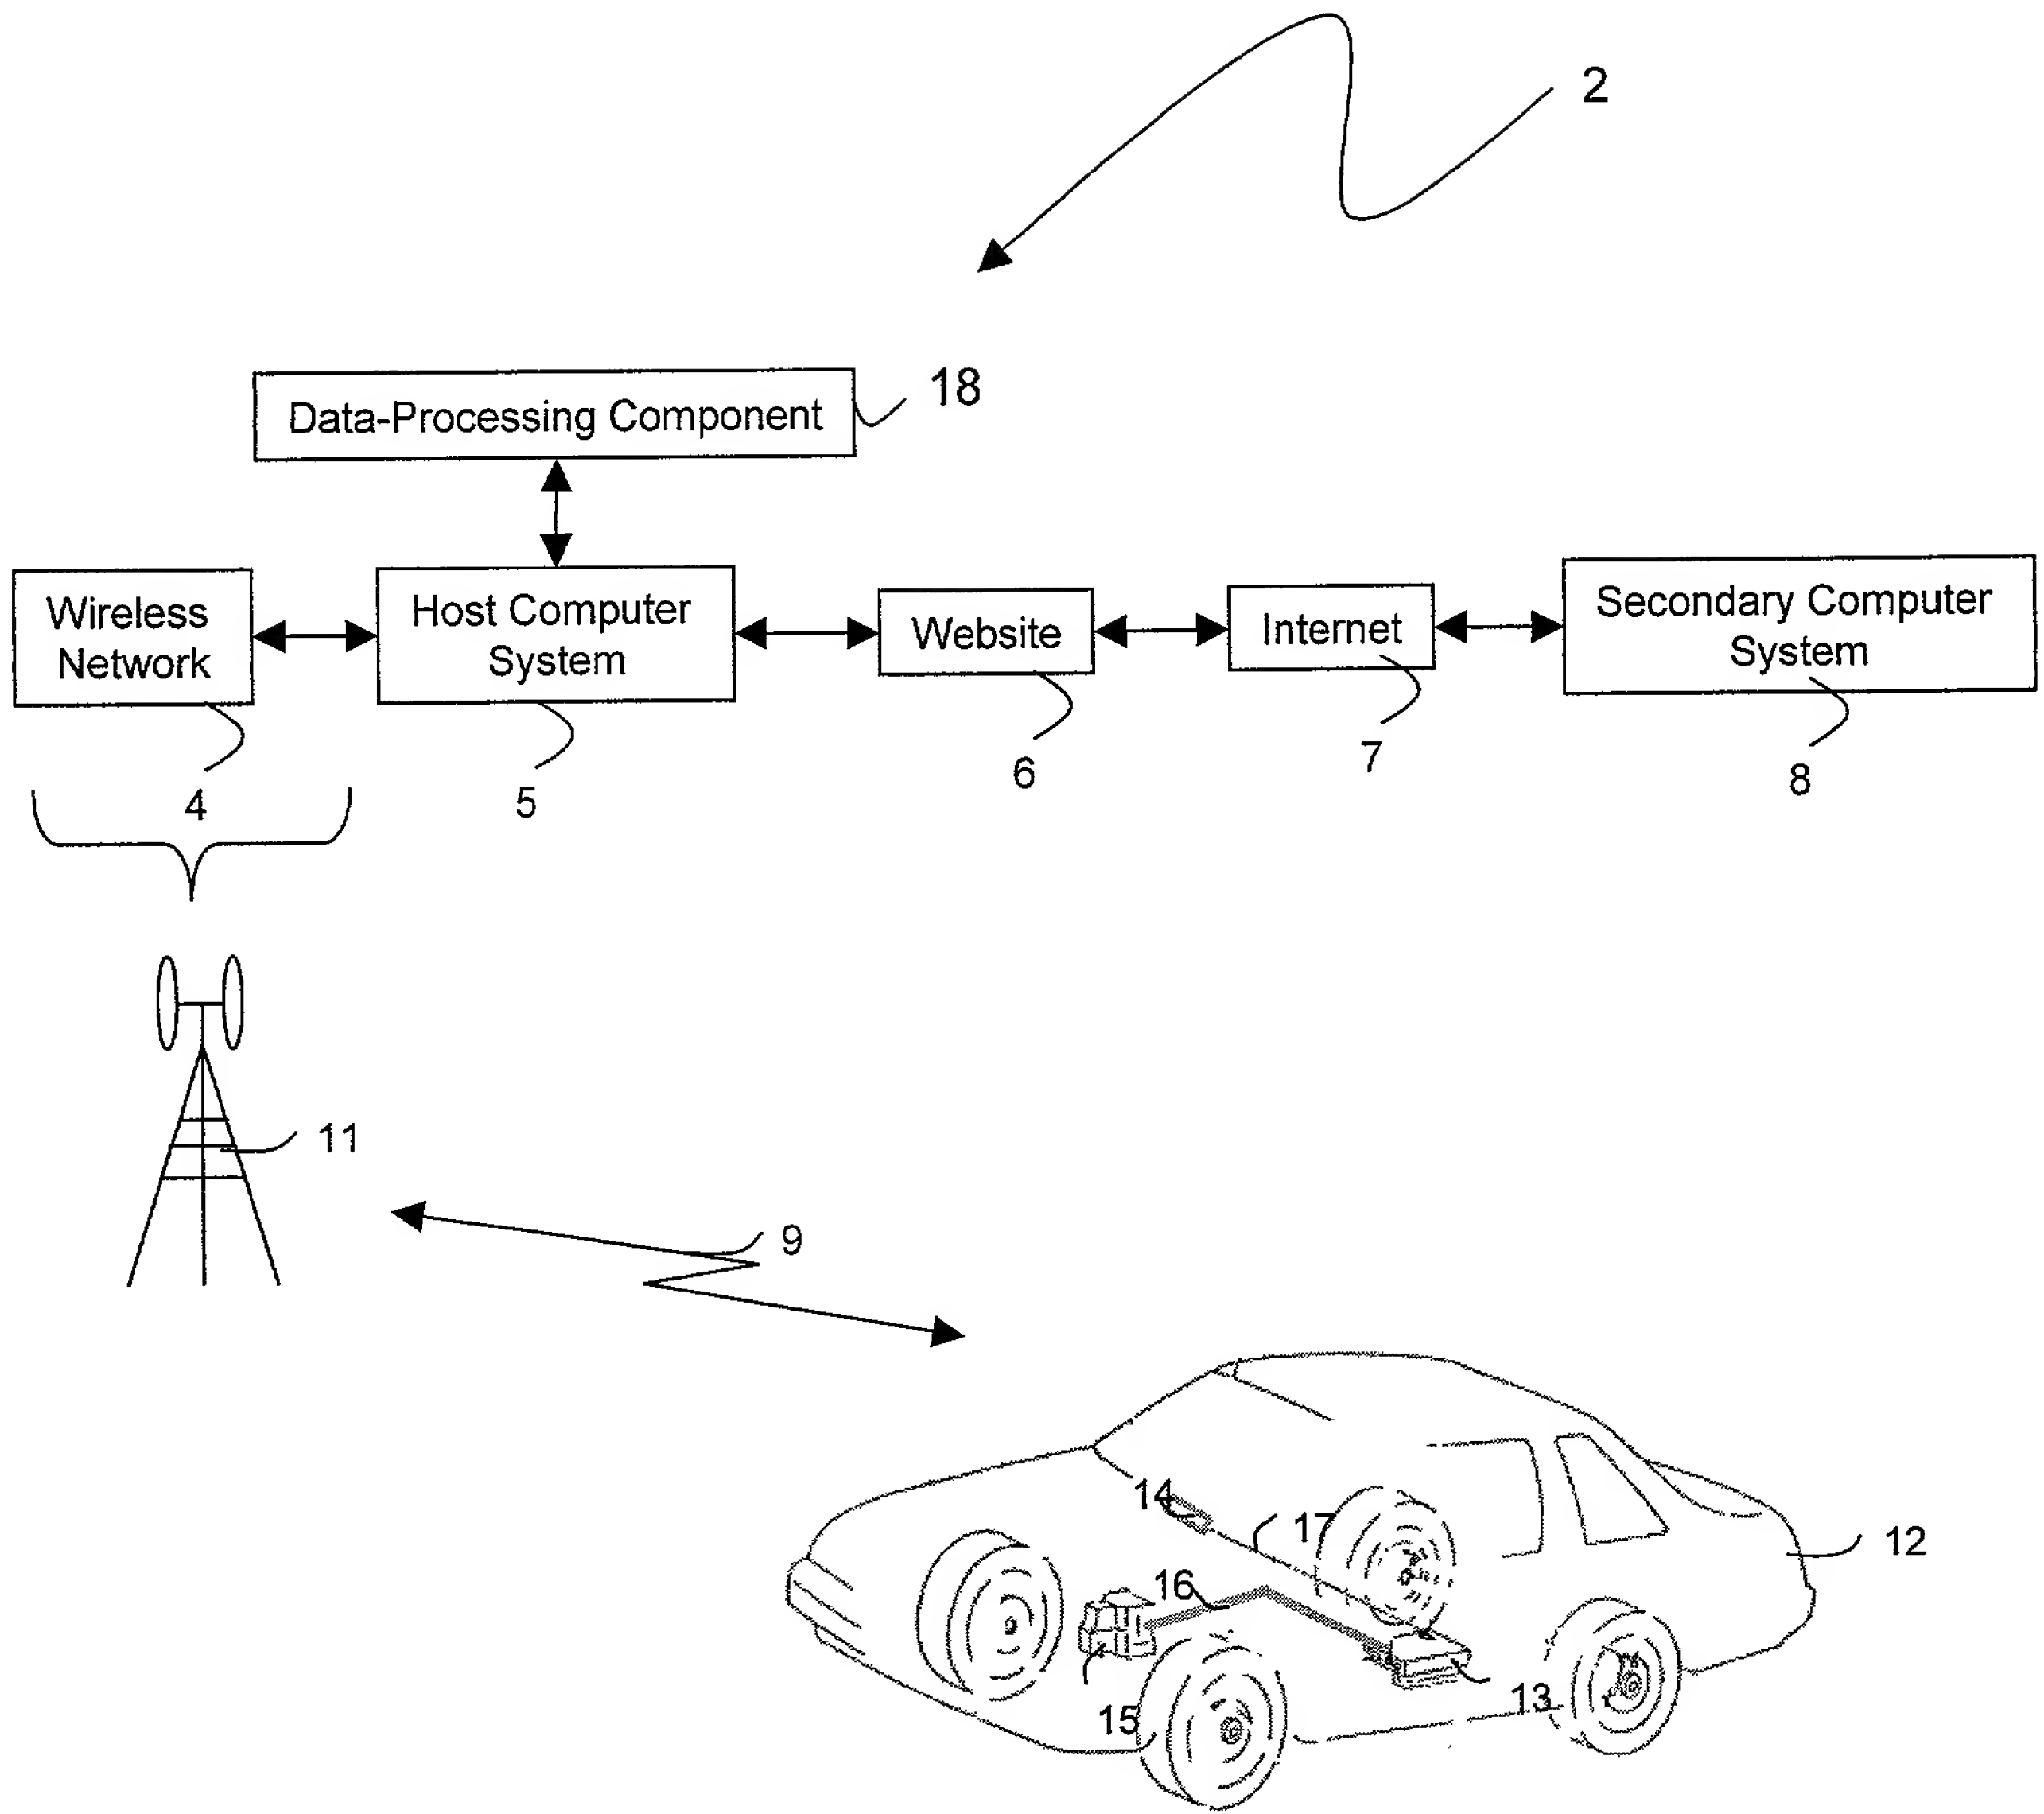 2
Data-Processing Component
18
Wireless
Network
Host Computer
System
Website
Internet
Secondary Computer
System
4
5
6
7
8
11
9
14
17
12
16
15
13